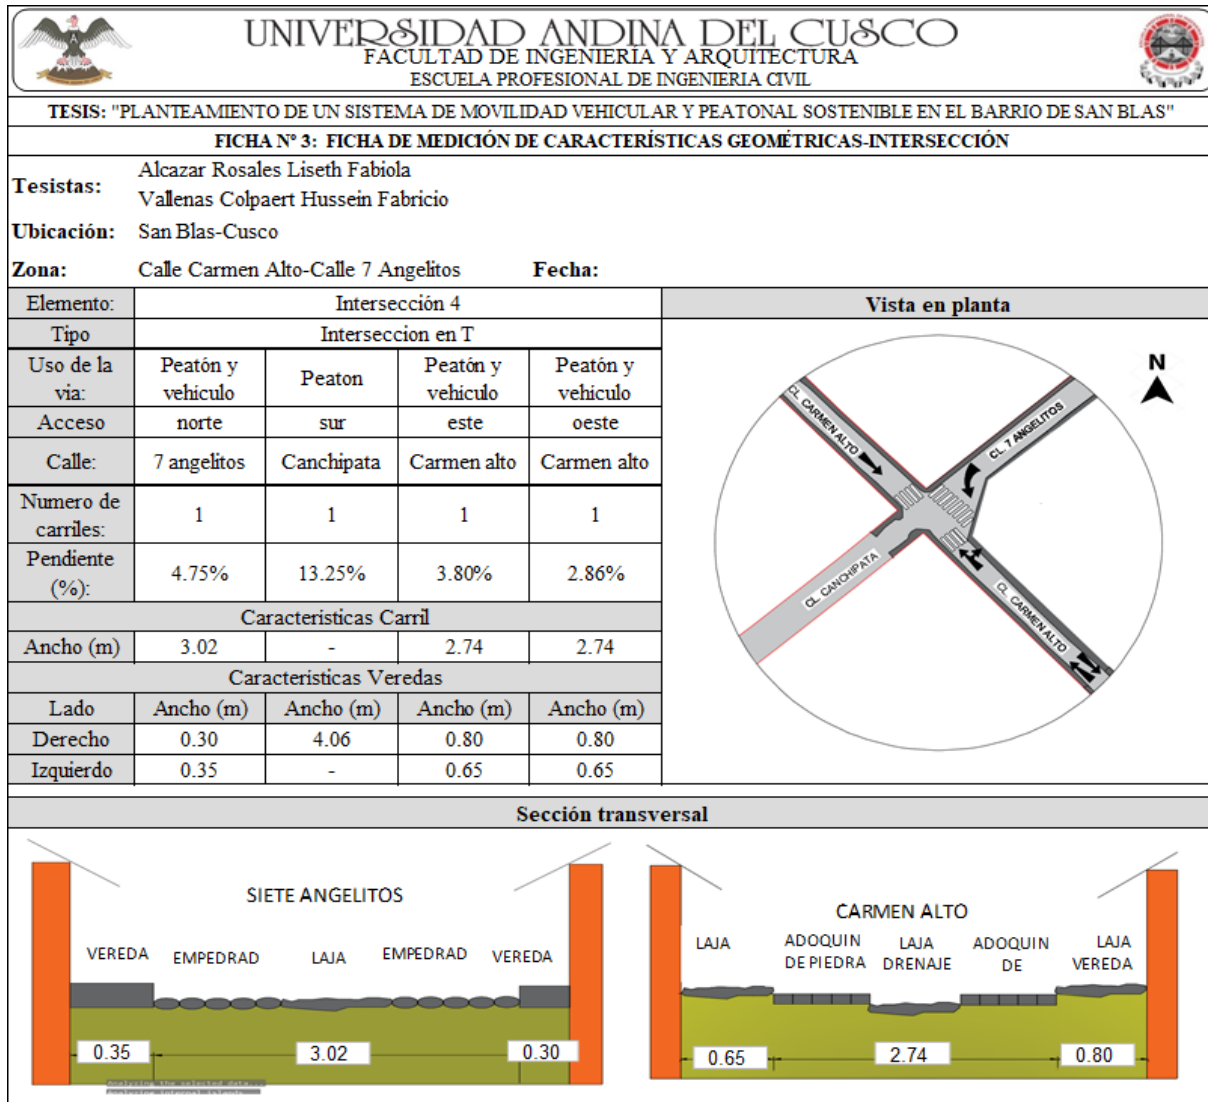 UNIVERSIDAD ANDINA DEL CUSCO
FACULTAD DE INGENIERÍA Y ARQUITECTURA
ESCUELA PROFESIONAL DE INGENIERIA CIVIL
TESIS: "PLANTEAMIENTO DE UN SISTEMA DE MOVILIDAD VEHICULAR Y PEATONAL SOSTENIBLE EN EL BARRIO DE SAN BLAS"
FICHA Nº 3: FICHA DE MEDICIÓN DE CARACTERÍSTICAS GEOMÉTRICAS-INTERSECCIÓN
Tesistas: Alcazar Rosales Liseth Fabiola
Vallenas Colpaert Hussein Fabricio
Ubicación: San Blas-Cusco
Zona: Calle Carmen Alto-Calle 7 Angelitos Fecha:
Elemento: Intersección 4
Tipo Interseccion en T
Uso de la via: Peatón y vehiculo Peaton Peatón y vehiculo Peatón y vehiculo
Acceso norte sur este oeste
Calle: 7 angelitos Canchipata Carmen alto Carmen alto
Numero de carriles: 1 1 1 1
Pendiente (%): 4.75% 13.25% 3.80% 2.86%
Caracteristicas Carril
Ancho (m) 3.02 - 2.74 2.74
Caracteristicas Veredas
Lado Ancho (m) Ancho (m) Ancho (m) Ancho (m)
Derecho 0.30 4.06 0.80 0.80
Izquierdo 0.35 - 0.65 0.65
Vista en planta
N
CL. CARMEN ALTO
CL. 7 ANGELITOS
CL. CANCHIPATA
CL. CARMEN ALTO
Sección transversal
SIETE ANGELITOS
VEREDA EMPEDRAD LAJA EMPEDRAD VEREDA
0.35 3.02 0.30
CARMEN ALTO
LAJA ADOQUIN LAJA ADOQUIN LAJA
DE PIEDRA DRENAJE DE VEREDA
0.65 2.74 0.80